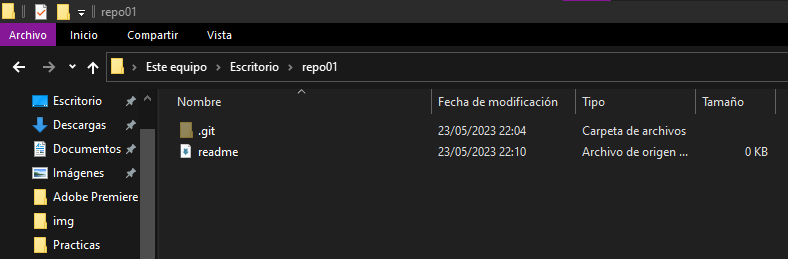 repo01
Archivo Inicio Compartir Vista
Este equipo Escritorio repo01
Nombre Fecha de modificación Tipo Tamaño
Escritorio
Descargas
Documentos
Imágenes
Adobe Premiere
img
Practicas
.git 23/05/2023 22:04 Carpeta de archivos
readme 23/05/2023 22:10 Archivo de origen ... 0 KB